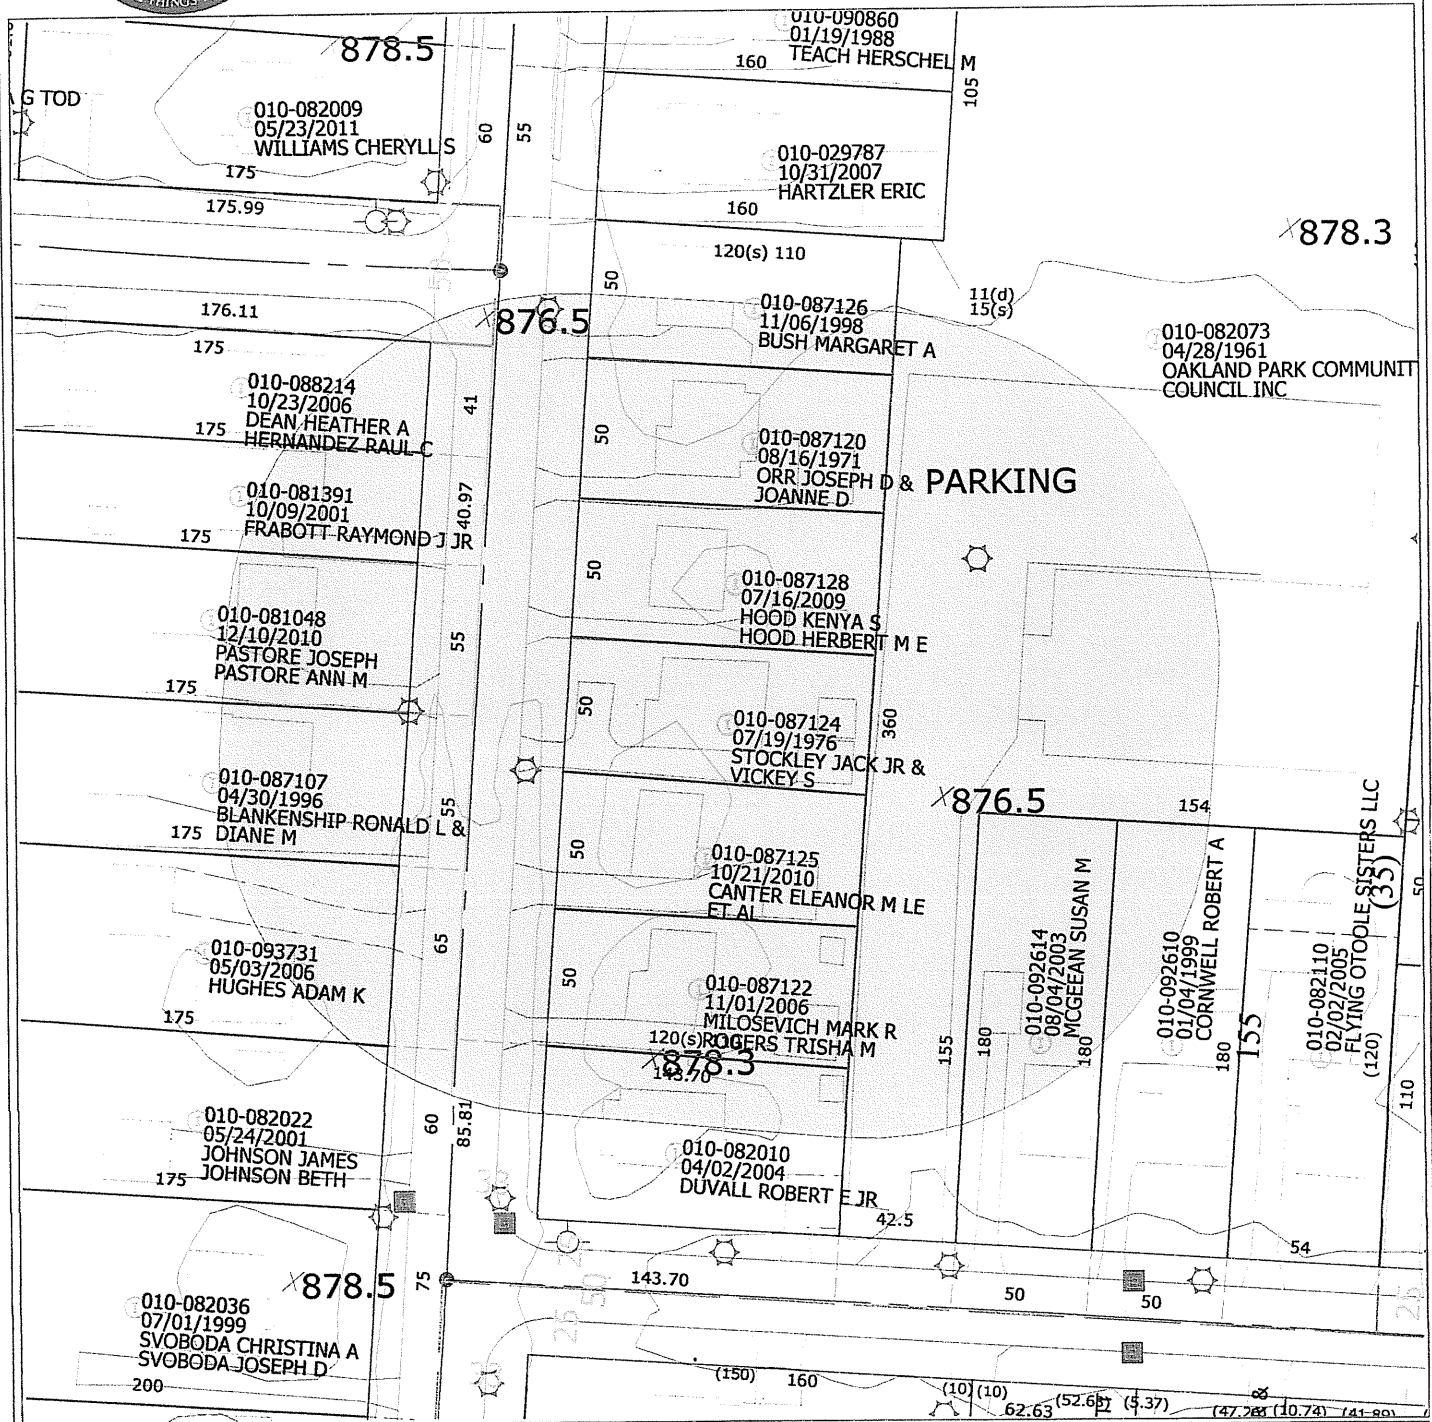 THINGS
878.5
010-090860
01/19/1988
TEACH HERSCHEL M
160
105
G TOD
010-082009
05/23/2011
WILLIAMS CHERYLL S
175
60
55
010-029787
10/31/2007
HARTZLER ERIC
175.99
160
878.3
120(s) 110
50
50
11(d)
15(s)
176.11
876.5
010-087126
11/06/1998
BUSH MARGARET A
010-082073
04/28/1961
OAKLAND PARK COMMUNIT
COUNCIL INC
175
010-088214
10/23/2006
DEAN HEATHER A
HERNANDEZ RAUL C
41
175
50
010-087120
08/16/1971
ORR JOSEPH D &
JOANNE D
PARKING
010-081391
10/09/2001
FRABOTT RAYMOND J JR
40.97
175
50
010-087128
07/16/2009
HOOD KENYA S
HOOD HERBERT M E
010-081048
12/10/2010
PASTORE JOSEPH
PASTORE ANN M
55
175
50
010-087124
07/19/1976
STOCKLEY JACK JR &
VICKEY S
360
010-087107
04/30/1996
BLANKENSHIP RONALD L &
DIANE M
55
175
876.5
154
50
010-087125
10/21/2010
CANTER ELEANOR M LE
ET AL
010-092614
08/04/2003
MCGEEAN SUSAN M
010-092610
01/04/1999
CORNWELL ROBERT A
010-082110
02/02/2005
FLYING OTOOLE SISTERS LLC
(35)
50
(120)
110
010-093731
05/03/2006
HUGHES ADAM K
65
175
50
010-087122
11/01/2006
MILOSEVICH MARK R
ROGERS TRISHA M
120(s)
878.3
143.70
155
180
180
180
155
010-082022
05/24/2001
JOHNSON JAMES
JOHNSON BETH
60
85.81
175
33
010-082010
04/02/2004
DUVALL ROBERT E JR
42.5
54
878.5
75
143.70
50
25
50
50
25
010-082036
07/01/1999
SVOBODA CHRISTINA A
SVOBODA JOSEPH D
200
33
(150)
160
(10) (10)
62.63
(5.37)
&
(10.74)
(41.89)